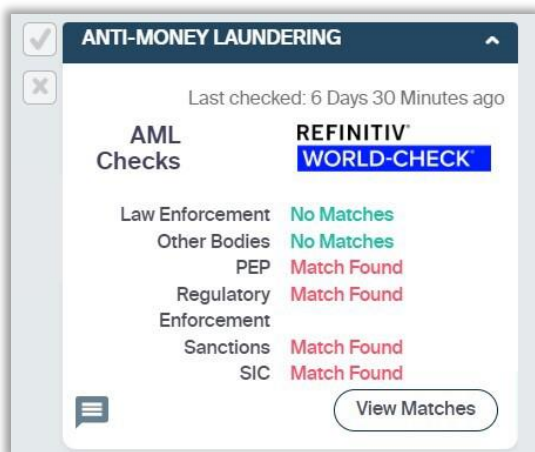 ANTI-MONEY LAUNDERING
Last checked: 6 Days 30 Minutes ago
AML
Checks
REFINITIV®
WORLD-CHECK®
Law Enforcement No Matches
Other Bodies No Matches
PEP Match Found
Regulatory Match Found
Enforcement
Sanctions Match Found
SIC Match Found
View Matches